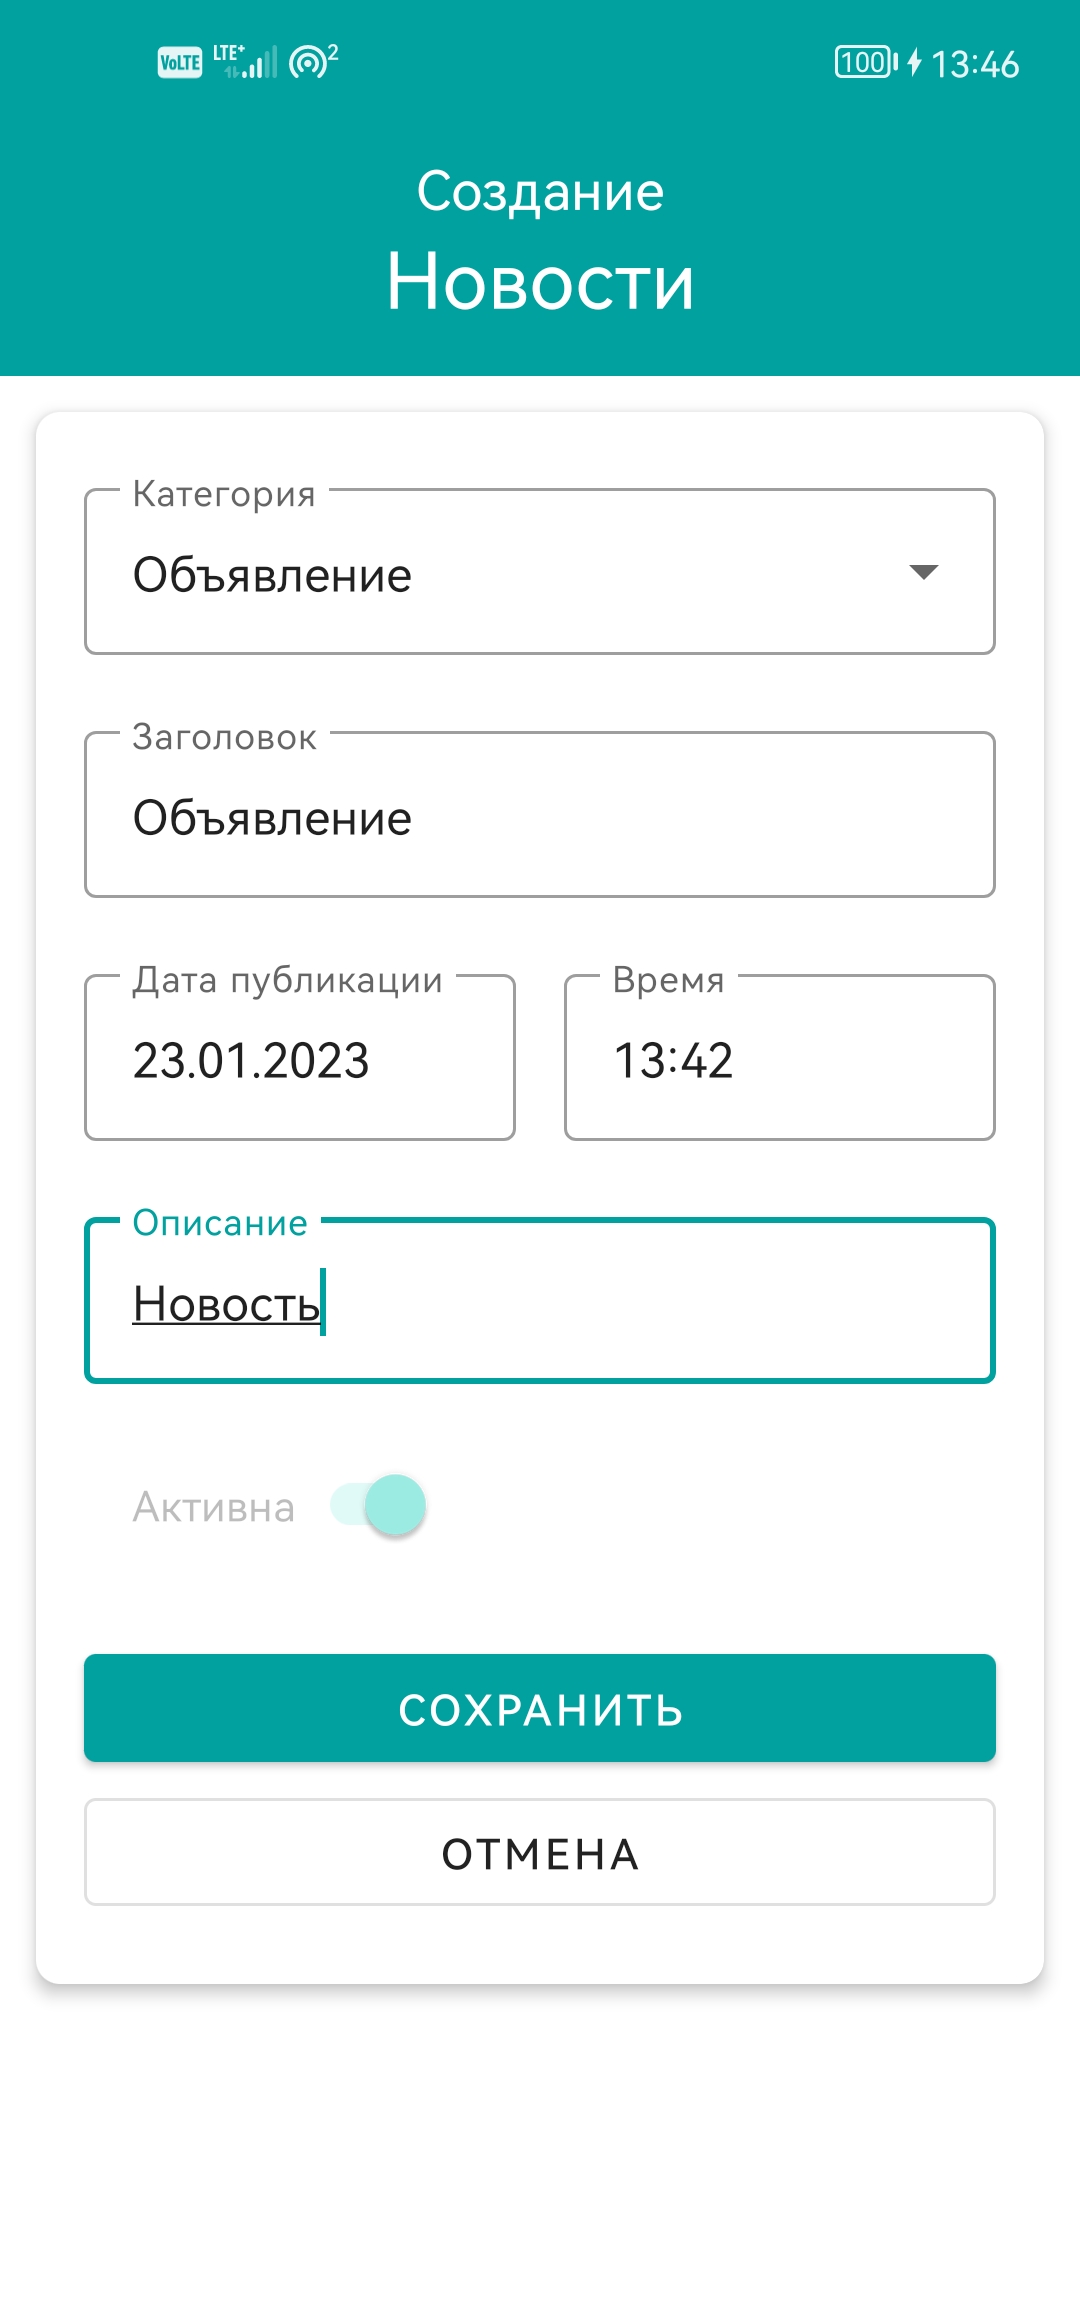 VoLTE LTE+ 2 100 13:46
Создание
Новости
Категория
Объявление
Заголовок
Объявление
Дата публикации Время
23.01.2023 13:42
Описание
Новость
Активна
СОХРАНИТЬ
ОТМЕНА